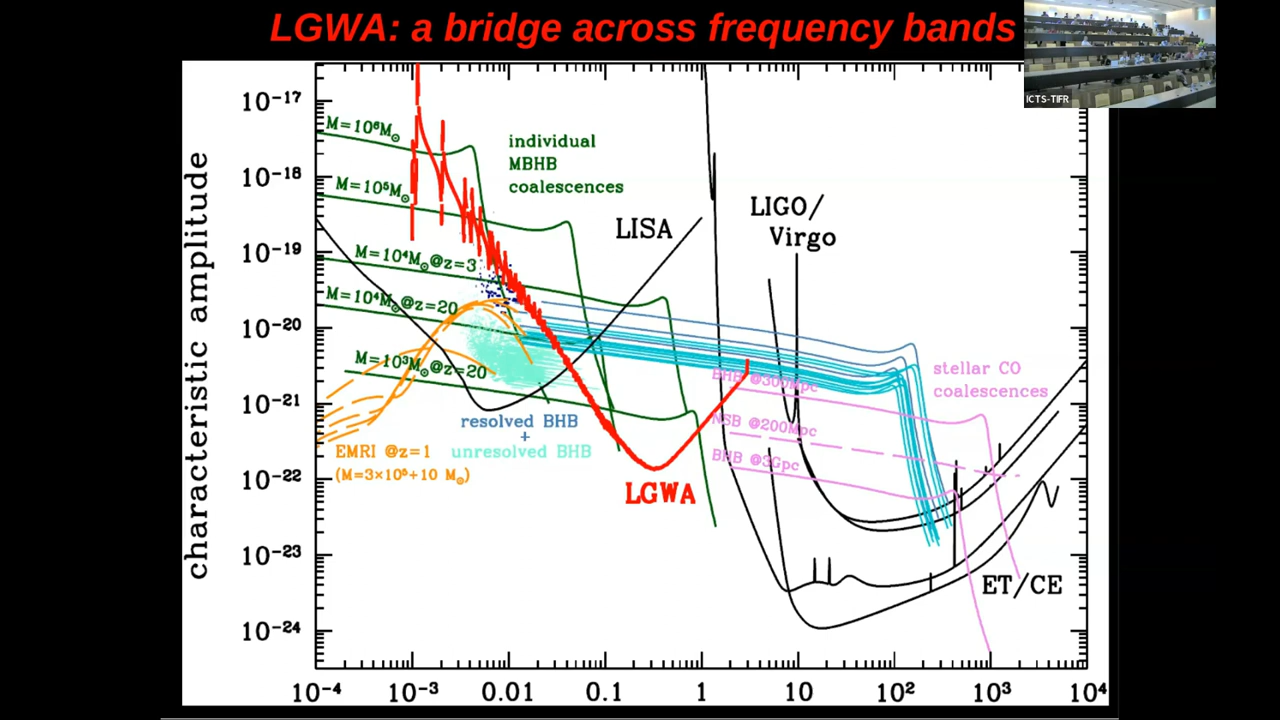 LGWA: a bridge across frequency bands
ICTS-TIFR
characteristic amplitude
10⁻¹⁷
10⁻¹⁸
10⁻¹⁹
10⁻²⁰
10⁻²¹
10⁻²²
10⁻²³
10⁻²⁴
M=10⁶M⊙
M=10⁵M⊙
M=10⁴M⊙@z=3
M=10⁴M⊙@z=20
M=10³M⊙@z=20
individual
MBHB
coalescences
LISA
LIGO/
Virgo
resolved BHB
+
unresolved BHB
EMRI @z=1
(M=3×10⁵+10 M⊙)
LGWA
BHB @300Mpc
NSB @200Mpc
BHB @3Gpc
stellar CO
coalescences
ET/CE
10⁻⁴ 10⁻³ 0.01 0.1 1 10 10² 10³ 10⁴